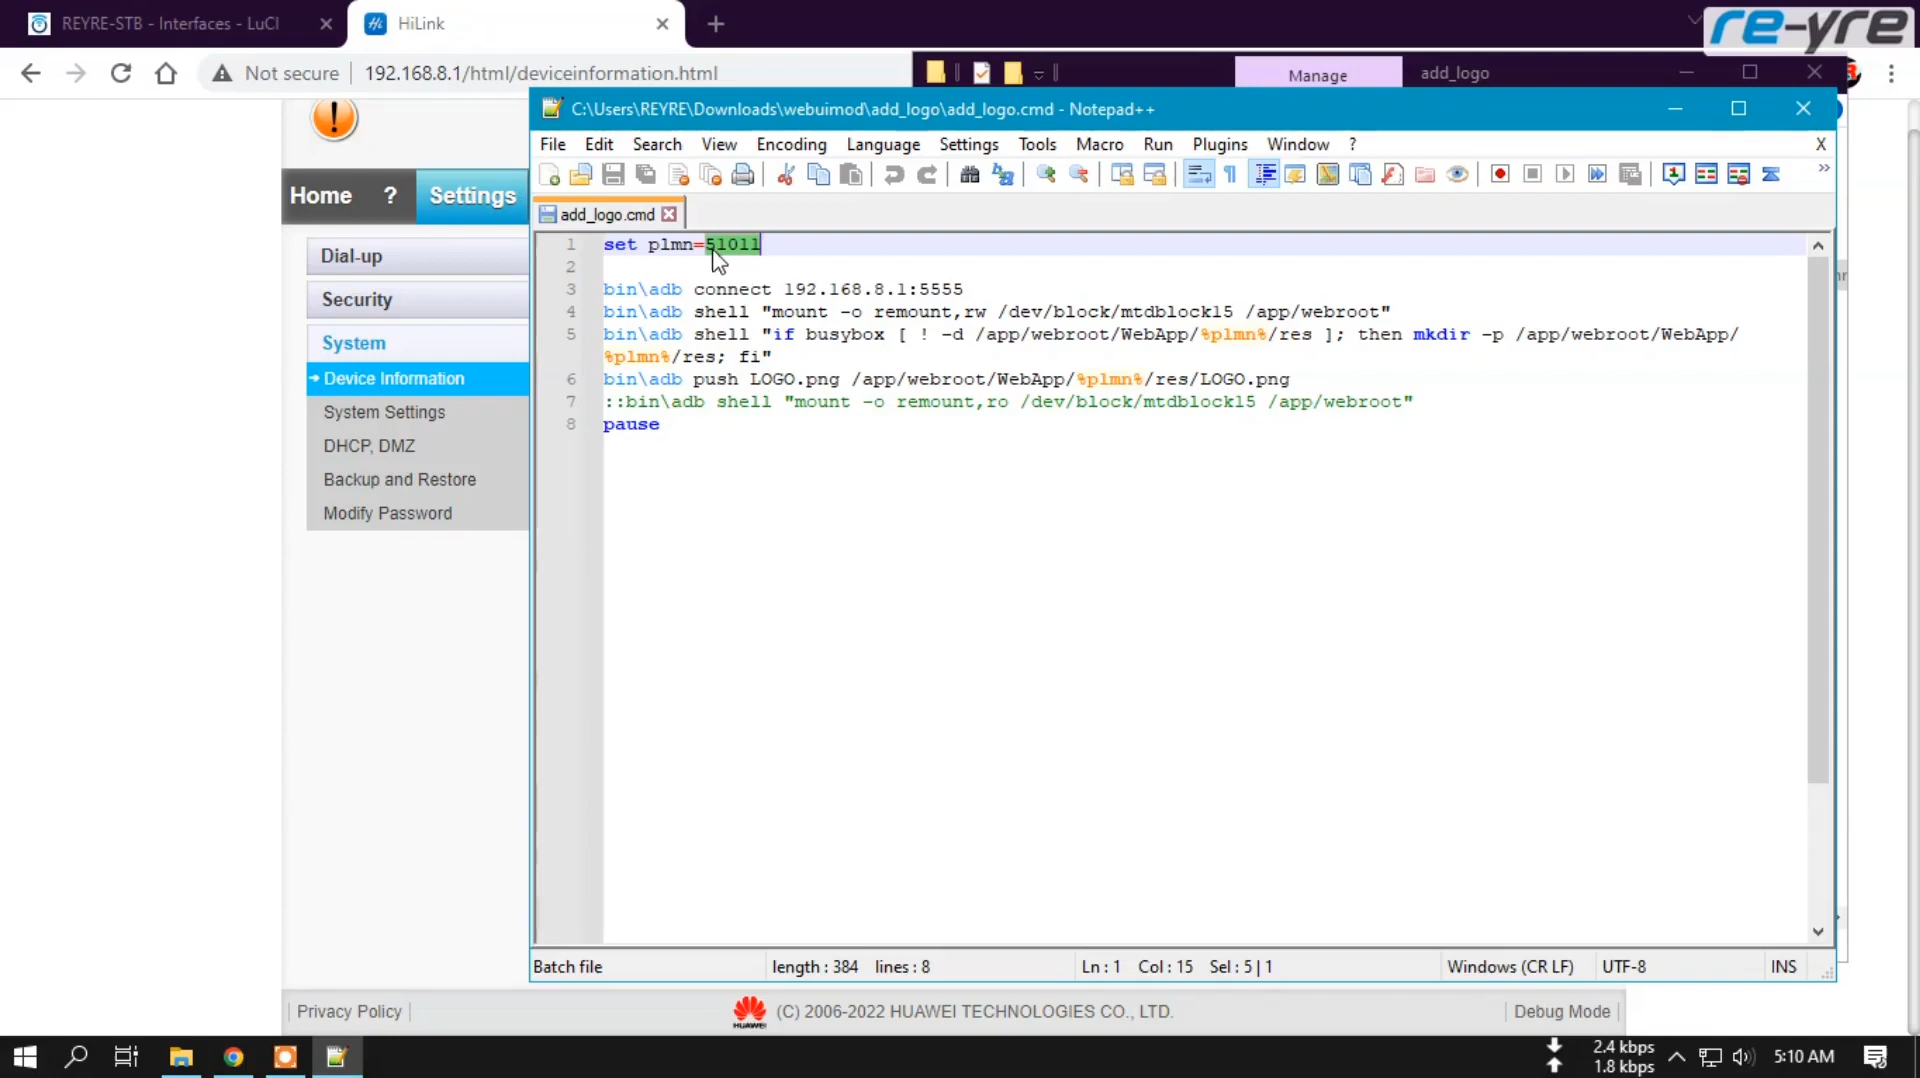 REYRE-STB - Interfaces - LuCI
HiLink
re-yre
Not secure
192.168.8.1/html/deviceinformation.html
Manage
add_logo
C:\Users\REYRE\Downloads\webuimod\add_logo\add_logo.cmd - Notepad++
File Edit Search View Encoding Language Settings Tools Macro Run Plugins Window ? X
add_logo.cmd
Home ? Settings
Dial-up
Security
System
Device Information
System Settings
DHCP, DMZ
Backup and Restore
Modify Password
1 set plmn=51011
2
3 bin\adb connect 192.168.8.1:5555
4 bin\adb shell "mount -o remount,rw /dev/block/mtdblock15 /app/webroot"
5 bin\adb shell "if busybox [ ! -d /app/webroot/WebApp/%plmn%/res ]; then mkdir -p /app/webroot/WebApp/
%plmn%/res; fi"
6 bin\adb push LOGO.png /app/webroot/WebApp/%plmn%/res/LOGO.png
7 ::bin\adb shell "mount -o remount,ro /dev/block/mtdblock15 /app/webroot"
8 pause
Batch file length : 384 lines : 8 Ln : 1 Col : 15 Sel : 5 | 1 Windows (CR LF) UTF-8 INS
Privacy Policy
HUAWEI
(C) 2006-2022 HUAWEI TECHNOLOGIES CO., LTD.
Debug Mode
2.4 kbps
1.8 kbps
5:10 AM